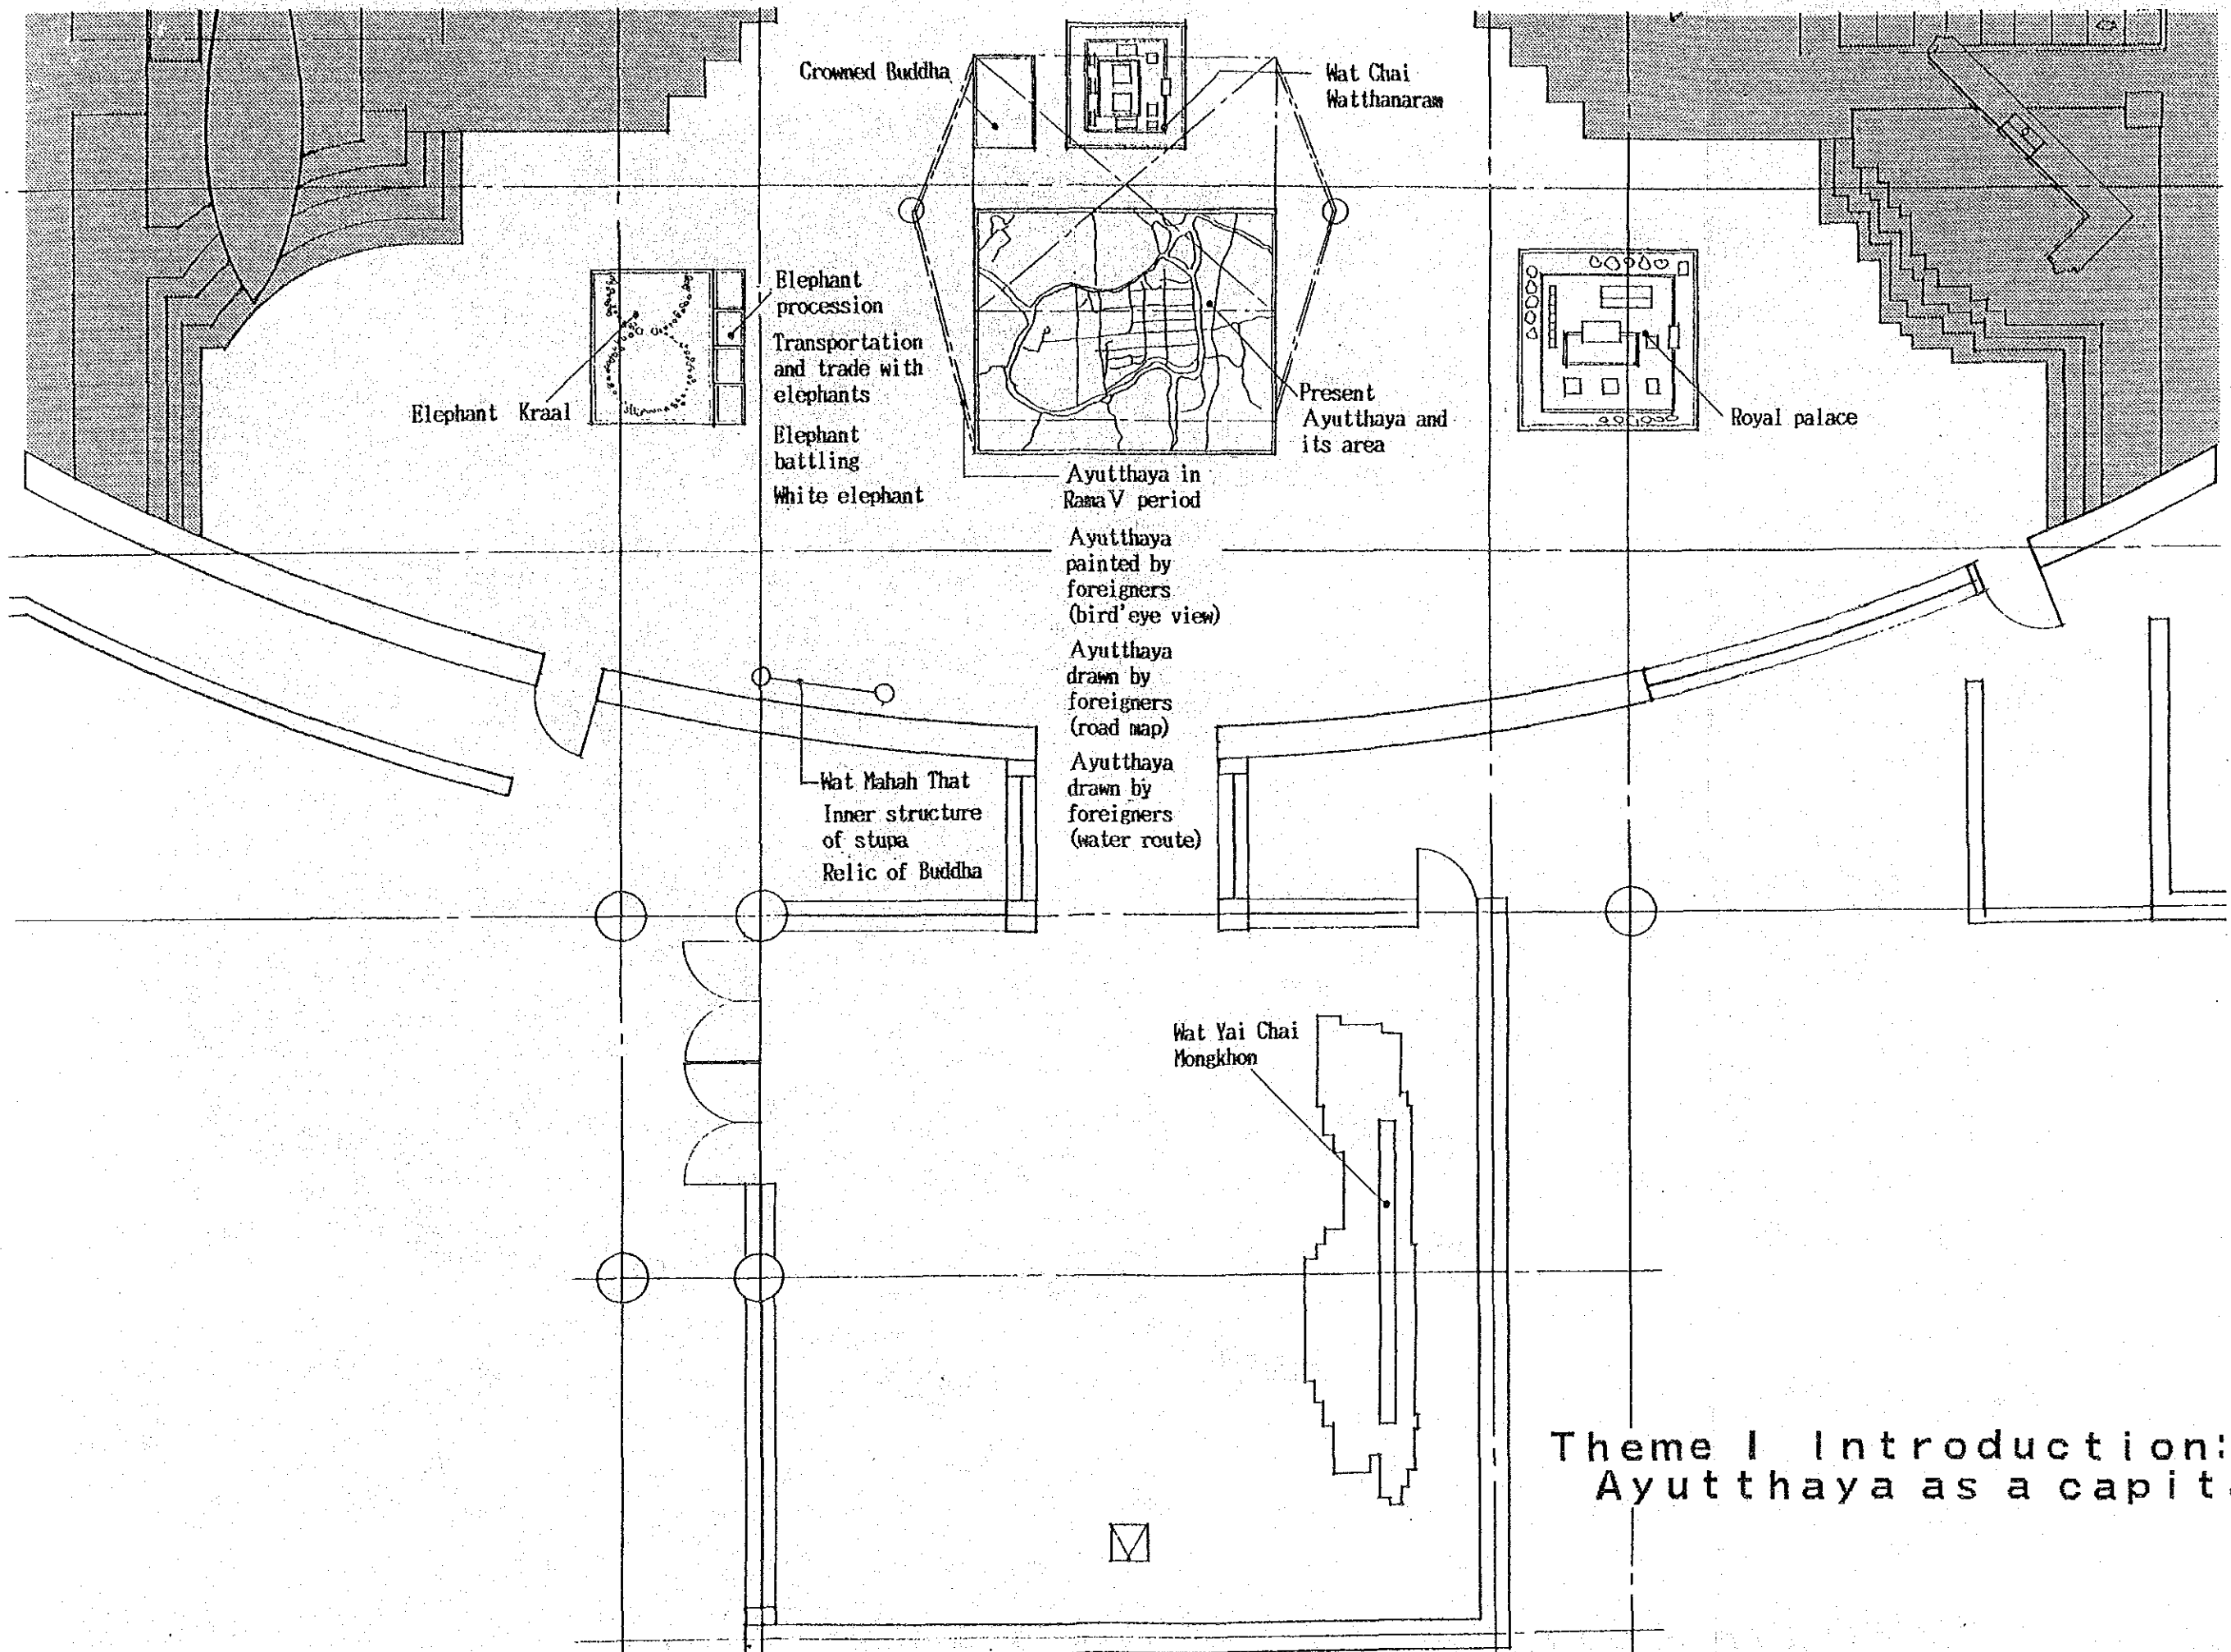 Crowned Buddha
Wat Chai
Watthanaram
Elephant
procession
Transportation
and trade with
elephants
Elephant
battling
White elephant
Elephant Kraal
Present
Ayutthaya and
its area
Royal palace
Ayutthaya in
Rama V period
Ayutthaya
painted by
foreigners
(bird'eye view)
Ayutthaya
drawn by
foreigners
(road map)
Ayutthaya
drawn by
foreigners
(water route)
Wat Mahah That
Inner structure
of stupa
Relic of Buddha
Wat Yai Chai
Mongkhon
Theme I Introduction:
Ayutthaya as a capit